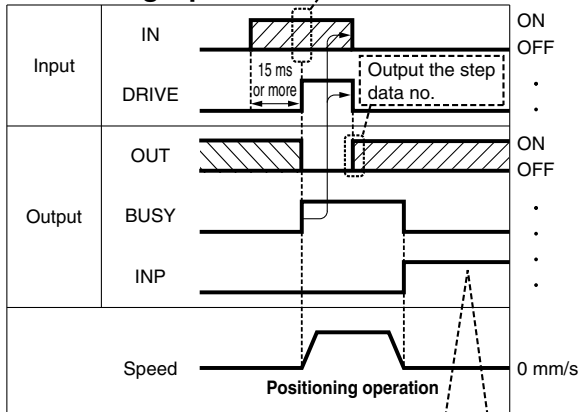 Input
IN
ON
OFF
15 ms
or more
Output the step
data no.
DRIVE
Output
OUT
ON
OFF
BUSY
INP
Speed
0 mm/s
Positioning operation